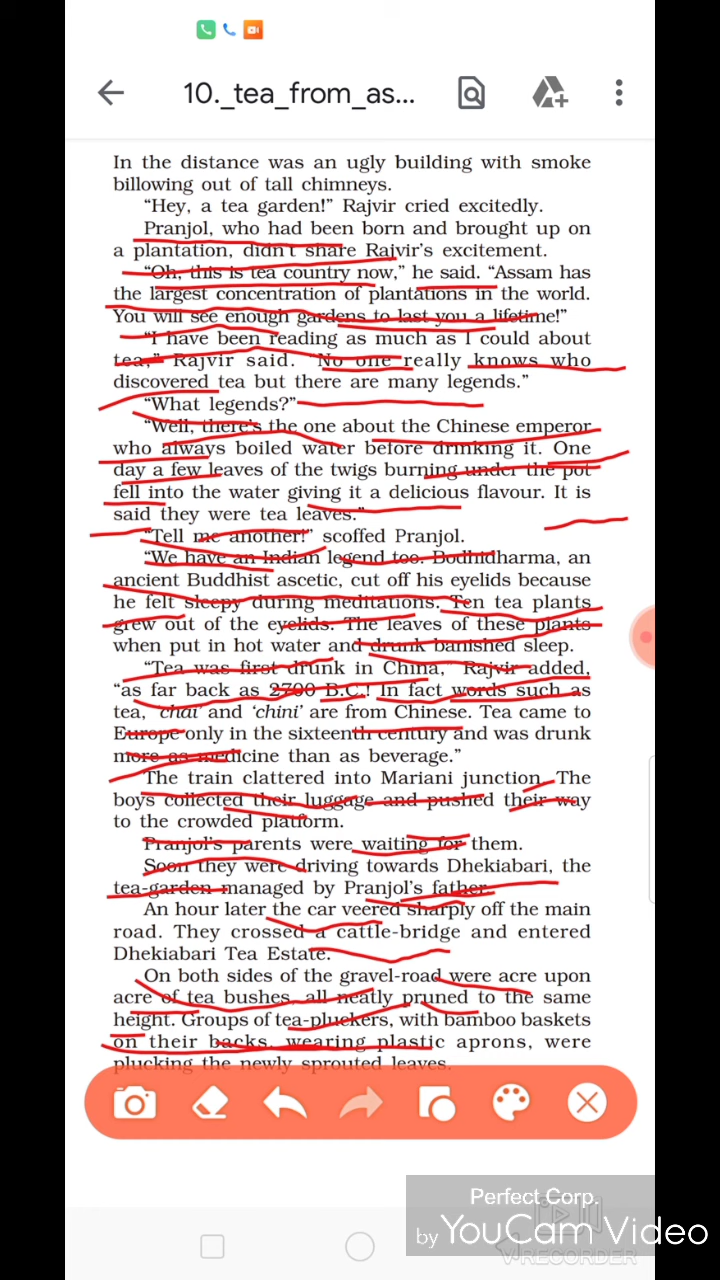 10._tea_from_as...
In the distance was an ugly building with smoke
billowing out of tall chimneys.
“Hey, a tea garden!” Rajvir cried excitedly.
Pranjol, who had been born and brought up on
a plantation, didn't share Rajvir's excitement.
“Oh, this is tea country now,” he said. “Assam has
the largest concentration of plantations in the world.
You will see enough gardens to last you a lifetime!”
“I have been reading as much as I could about
tea,” Rajvir said. “No one really knows who
discovered tea but there are many legends.”
“What legends?”
“Well, there's the one about the Chinese emperor
who always boiled water before drinking it. One
day a few leaves of the twigs burning under the pot
fell into the water giving it a delicious flavour. It is
said they were tea leaves.”
“Tell me another!” scoffed Pranjol.
“We have an Indian legend too. Bodhidharma, an
ancient Buddhist ascetic, cut off his eyelids because
he felt sleepy during meditations. Ten tea plants
grew out of the eyelids. The leaves of these plants
when put in hot water and drunk banished sleep.
“Tea was first drunk in China,” Rajvir added,
“as far back as 2700 B.C.! In fact words such as
tea, ‘chai’ and ‘chini’ are from Chinese. Tea came to
Europe only in the sixteenth century and was drunk
more as medicine than as beverage.”
The train clattered into Mariani junction. The
boys collected their luggage and pushed their way
to the crowded platform.
Pranjol's parents were waiting for them.
Soon they were driving towards Dhekiabari, the
tea-garden managed by Pranjol's father.
An hour later the car veered sharply off the main
road. They crossed a cattle-bridge and entered
Dhekiabari Tea Estate.
On both sides of the gravel-road were acre upon
acre of tea bushes, all neatly pruned to the same
height. Groups of tea-pluckers, with bamboo baskets
on their backs, wearing plastic aprons, were
plucking the newly sprouted leaves.
Perfect Corp.
by YouCam Video
VRECORDER